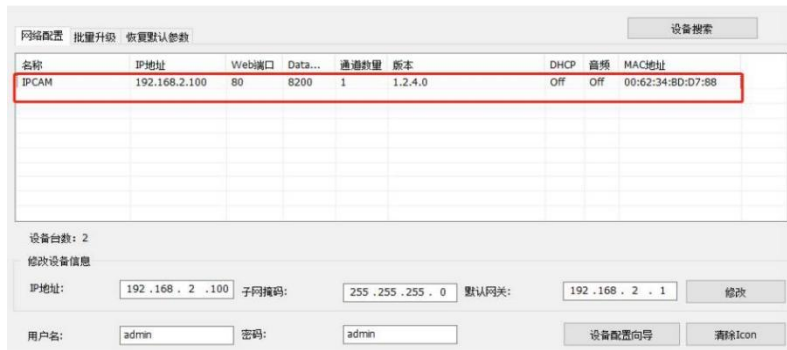 设备搜索
网络配置 批量升级 恢复默认参数
名称 IP地址 Web端口 Data... 通道数量 版本 DHCP 音频 MAC地址
IPCAM 192.168.2.100 80 8200 1 1.2.4.0 Off Off 00:62:34:BD:D7:88
设备台数: 2
修改设备信息
IP地址: 192 .168 . 2 .100 子网掩码: 255 .255 .255 . 0 默认网关: 192 .168 . 2 . 1 修改
用户名: admin 密码: admin 设备配置向导 清除Icon